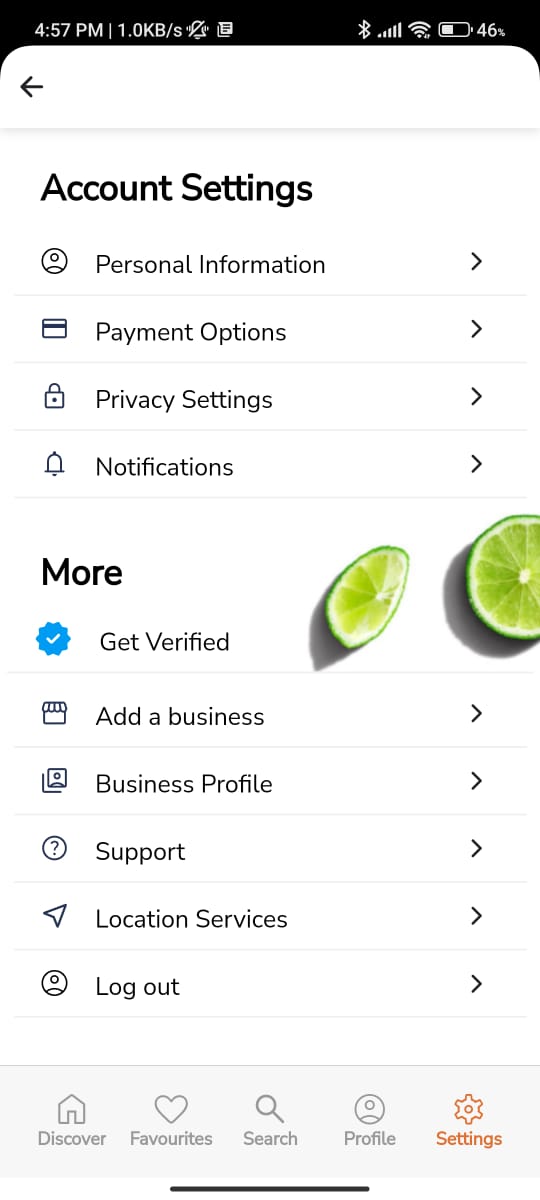 4:57 PM | 1.0KB/s
46%
Account Settings
Personal Information
Payment Options
Privacy Settings
Notifications
More
Get Verified
Add a business
Business Profile
Support
Location Services
Log out
Discover Favourites Search Profile Settings